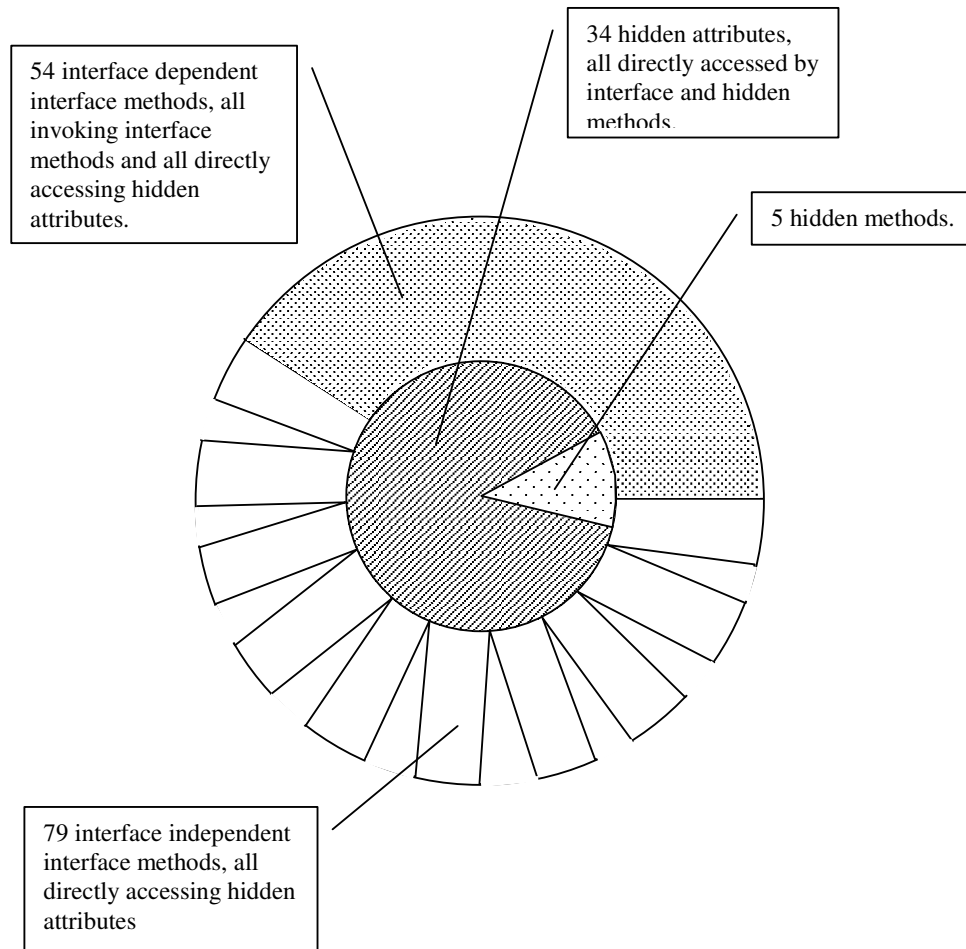 54 interface dependent
interface methods, all
invoking interface
methods and all directly
accessing hidden
attributes.
34 hidden attributes,
all directly accessed by
interface and hidden
methods.
5 hidden methods.
79 interface independent
interface methods, all
directly accessing hidden
attributes